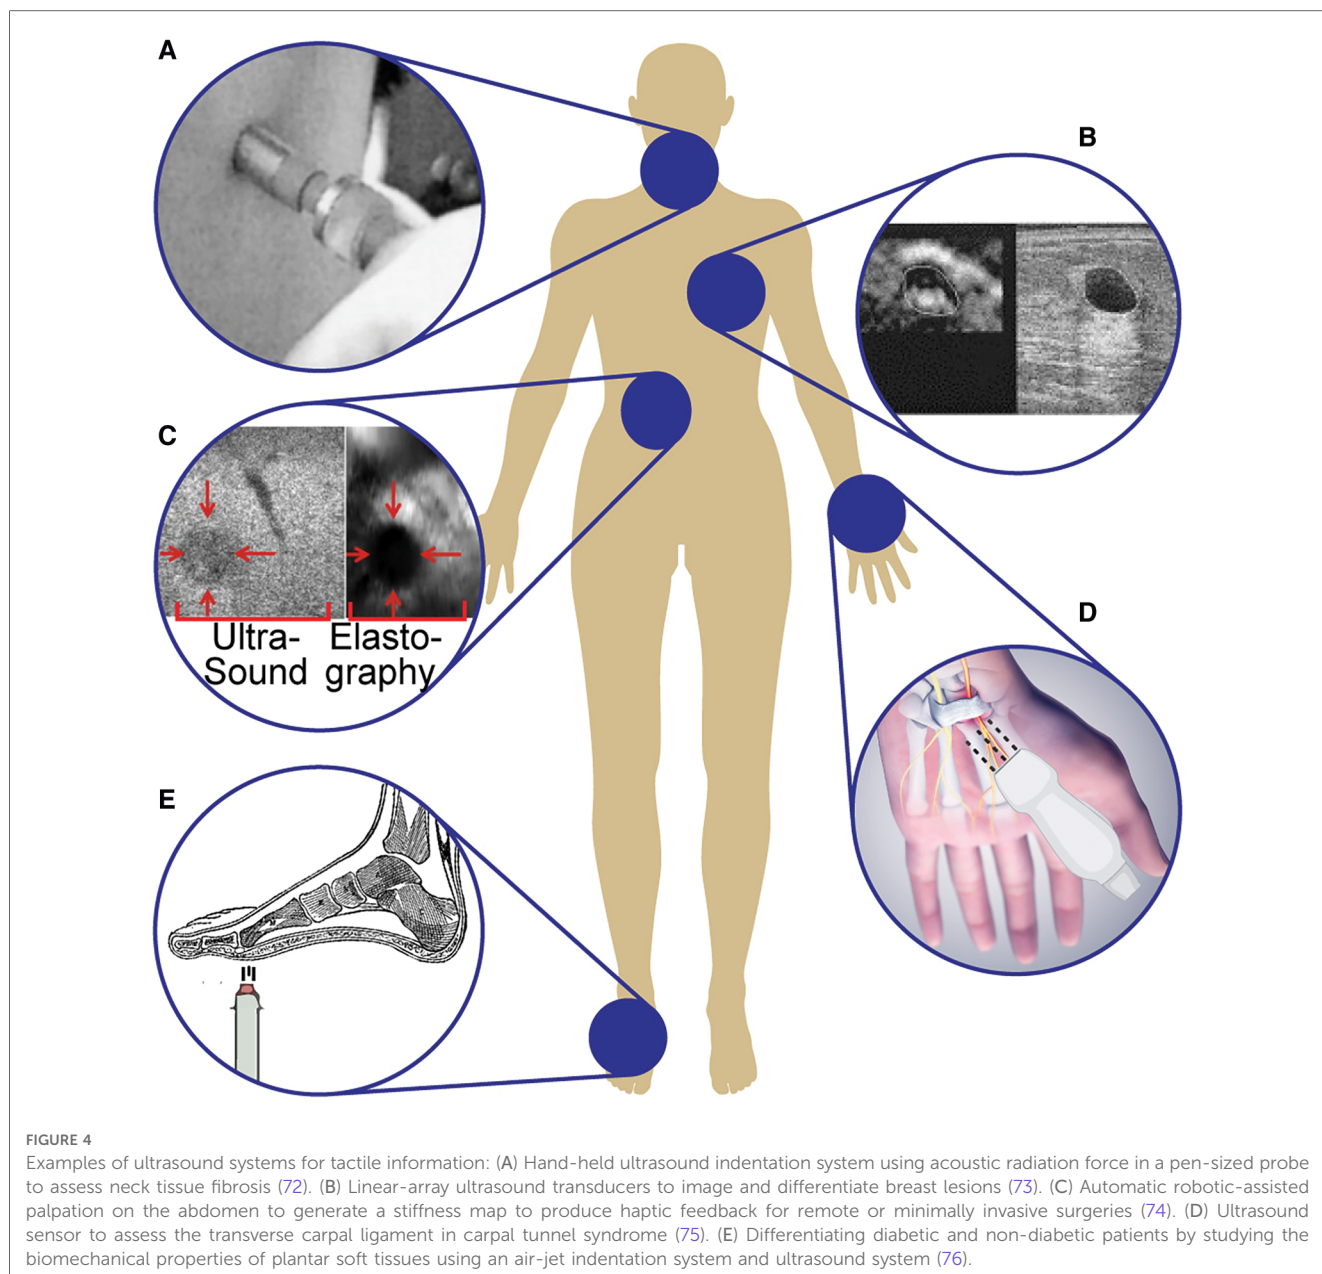 A
B
C
Ultra- Elasto-
Sound graphy
D
E
FIGURE 4
Examples of ultrasound systems for tactile information: (A) Hand-held ultrasound indentation system using acoustic radiation force in a pen-sized probe
to assess neck tissue fibrosis (72). (B) Linear-array ultrasound transducers to image and differentiate breast lesions (73). (C) Automatic robotic-assisted
palpation on the abdomen to generate a stiffness map to produce haptic feedback for remote or minimally invasive surgeries (74). (D) Ultrasound
sensor to assess the transverse carpal ligament in carpal tunnel syndrome (75). (E) Differentiating diabetic and non-diabetic patients by studying the
biomechanical properties of plantar soft tissues using an air-jet indentation system and ultrasound system (76).